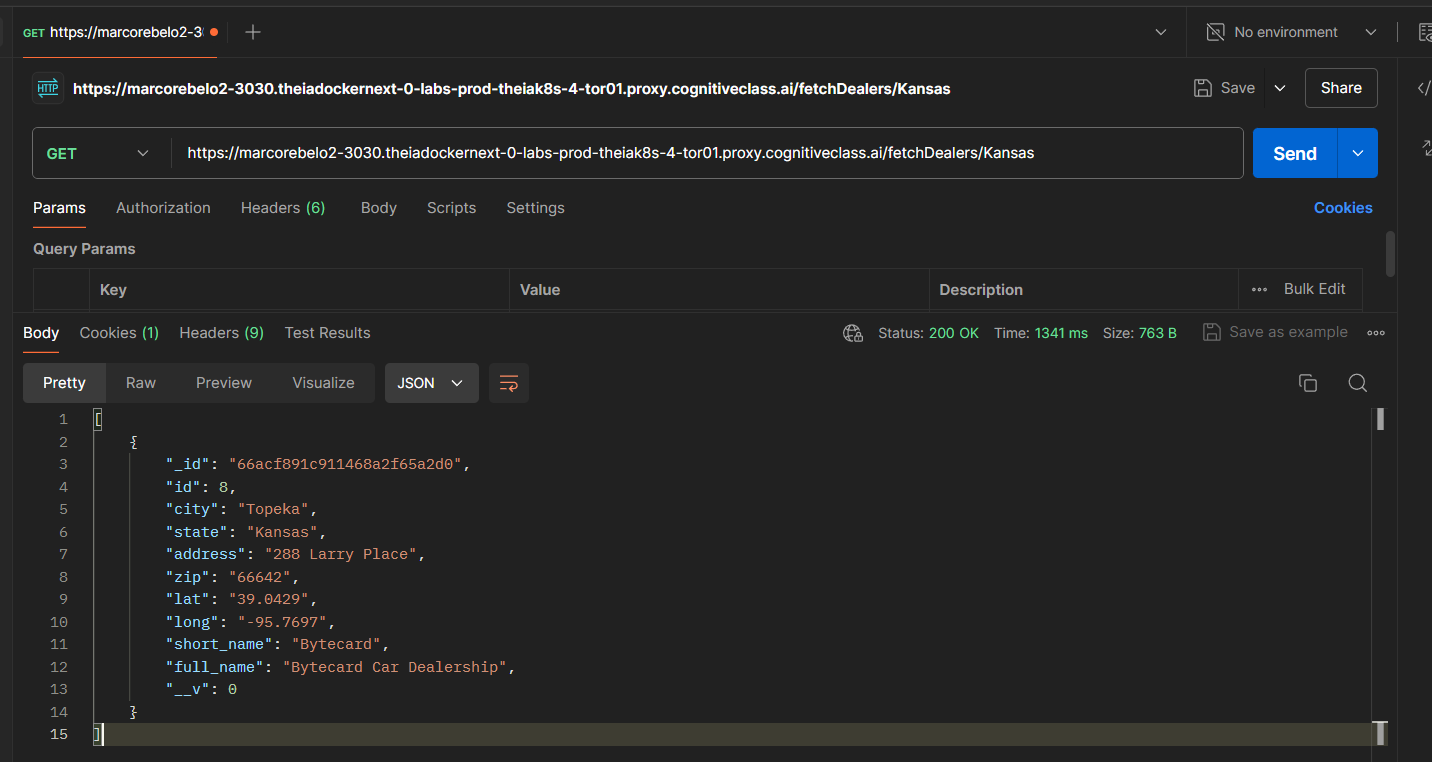 GET https://marcorebelo2-3
No environment
HTTP https://marcorebelo2-3030.theiadockernext-0-labs-prod-theiak8s-4-tor01.proxy.cognitiveclass.ai/fetchDealers/Kansas Save Share
GET https://marcorebelo2-3030.theiadockernext-0-labs-prod-theiak8s-4-tor01.proxy.cognitiveclass.ai/fetchDealers/Kansas Send
Params Authorization Headers (6) Body Scripts Settings Cookies
Query Params
Key Value Description Bulk Edit
Body Cookies (1) Headers (9) Test Results Status: 200 OK Time: 1341 ms Size: 763 B Save as example
Pretty Raw Preview Visualize JSON
1 [
2 {
3 "_id": "66acf891c911468a2f65a2d0",
4 "id": 8,
5 "city": "Topeka",
6 "state": "Kansas",
7 "address": "288 Larry Place",
8 "zip": "66642",
9 "lat": "39.0429",
10 "long": "-95.7697",
11 "short_name": "Bytecard",
12 "full_name": "Bytecard Car Dealership",
13 "__v": 0
14 }
15 ]